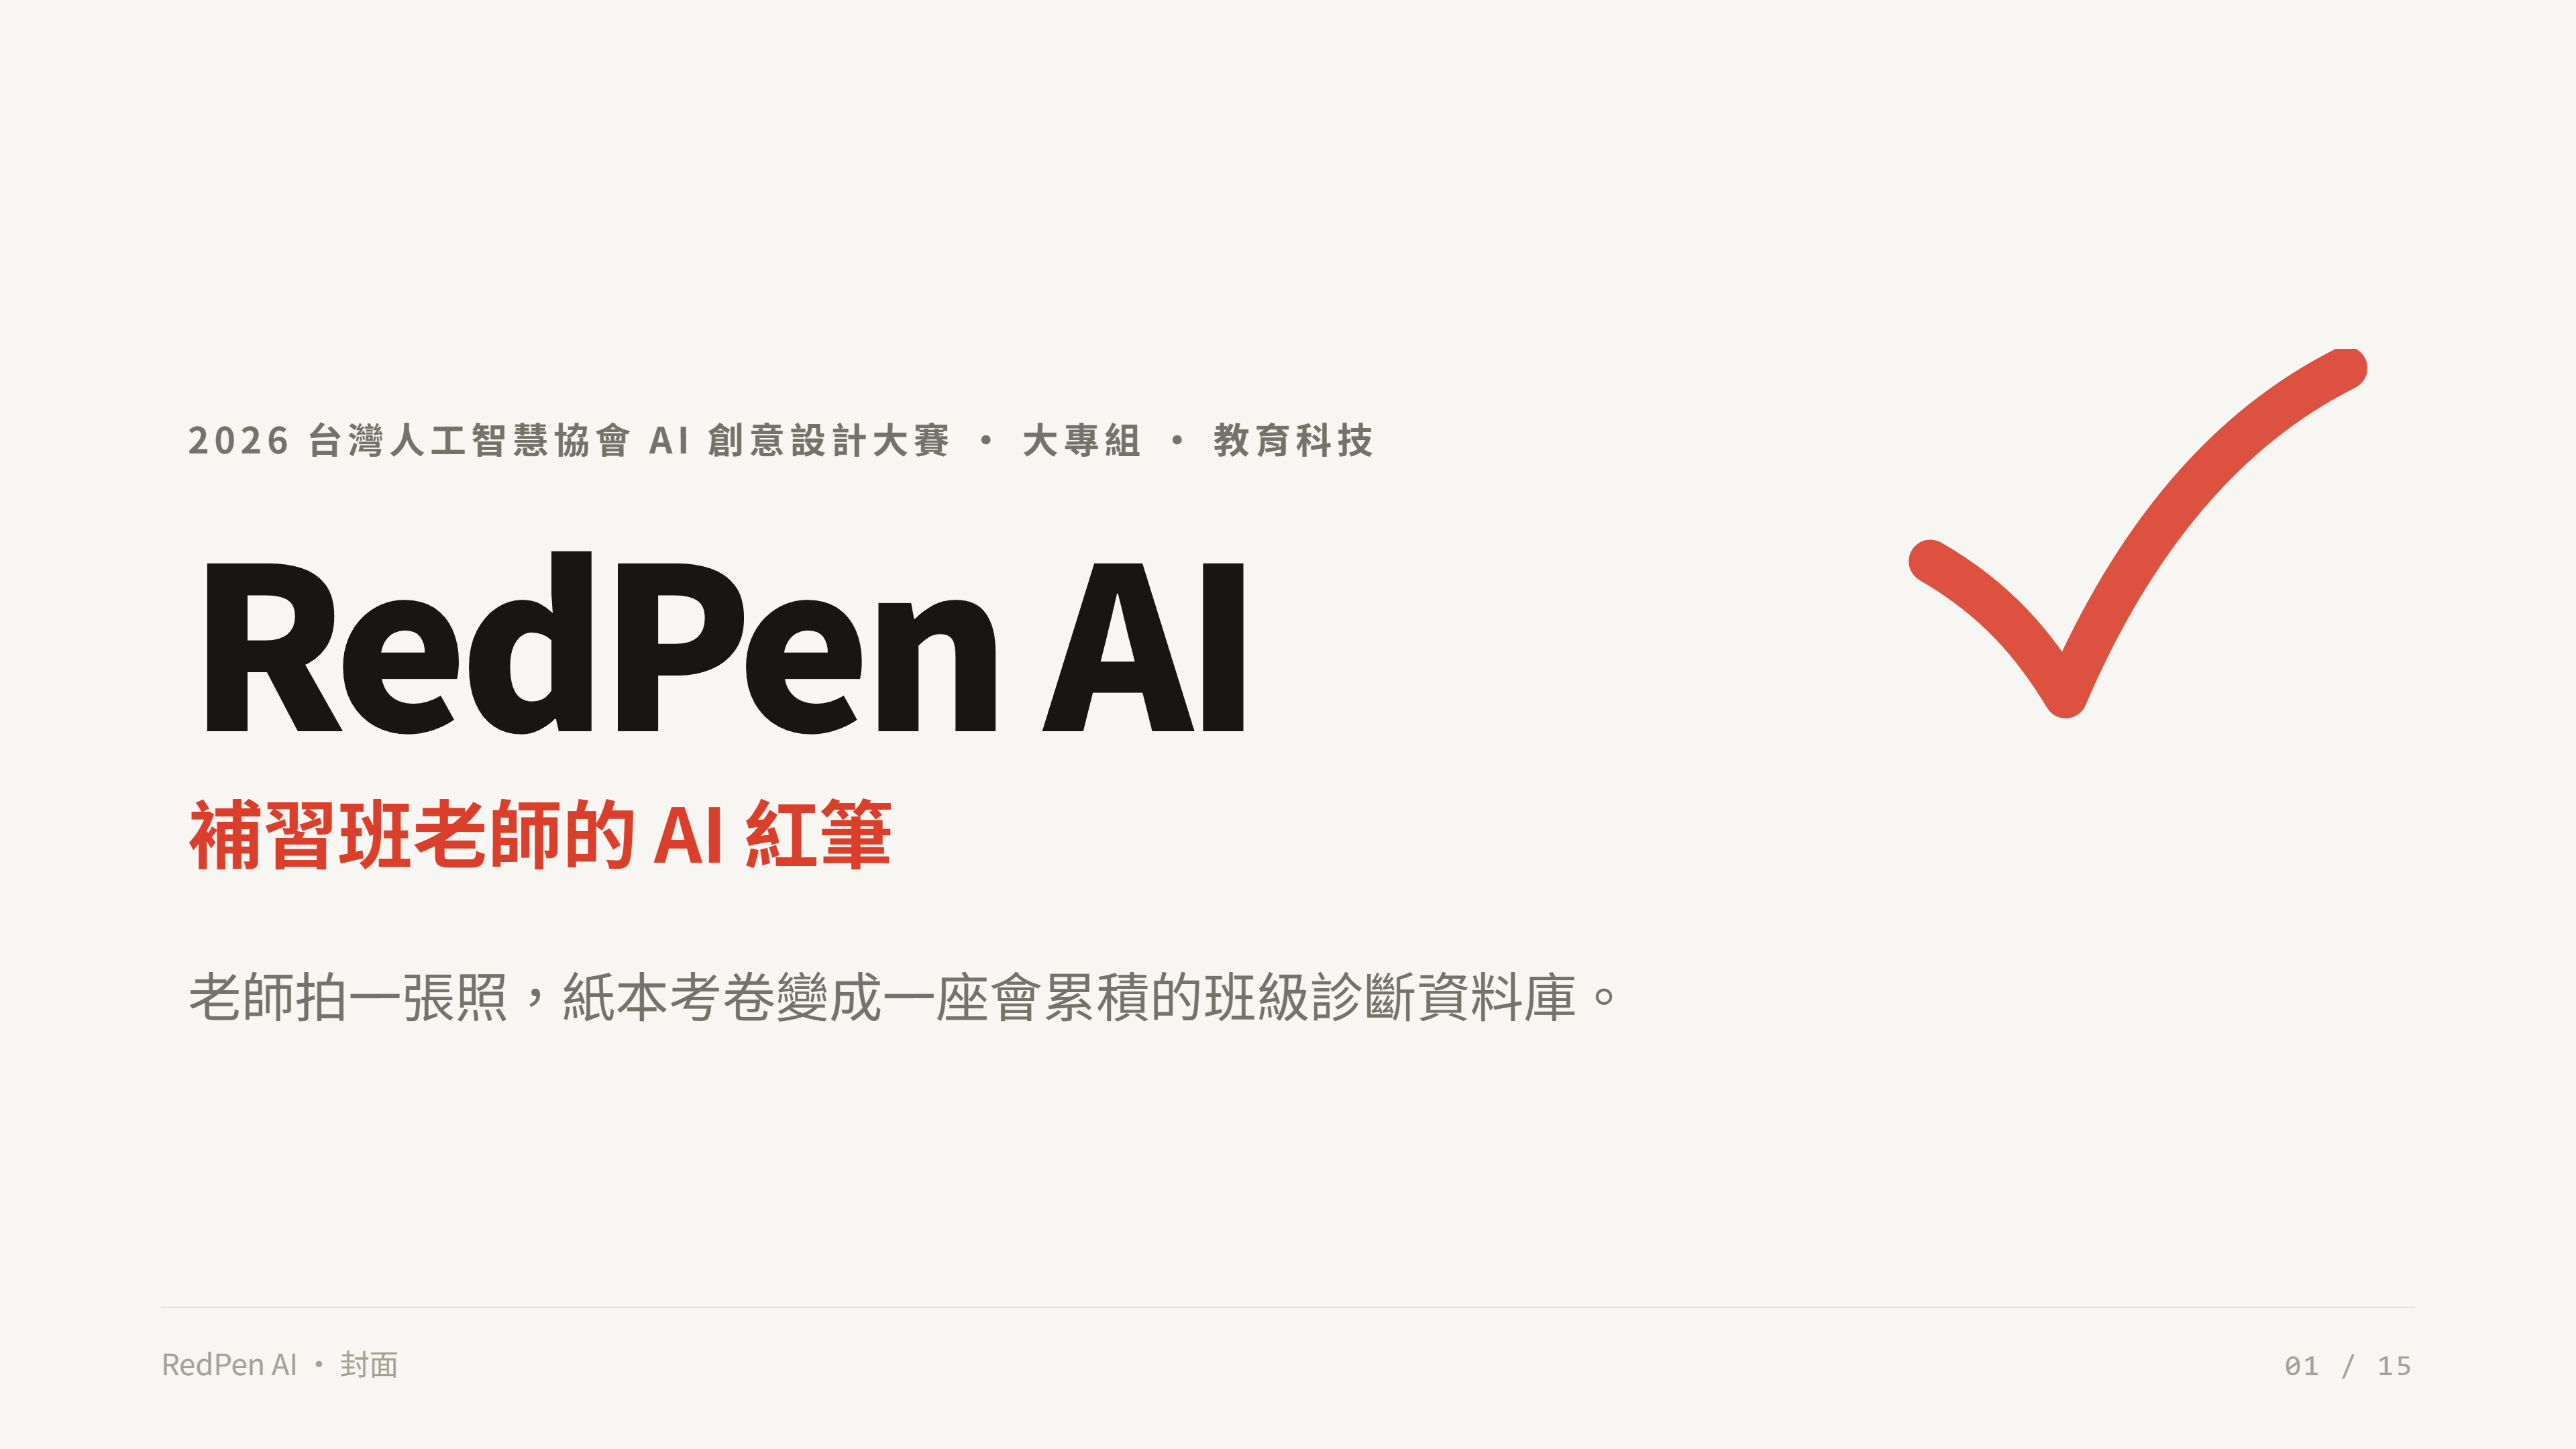 2026 台灣人工智慧協會 AI 創意設計大賽 · 大專組 · 教育科技
RedPen AI
補習班老師的 AI 紅筆
老師拍一張照，紙本考卷變成一座會累積的班級診斷資料庫。
RedPen AI · 封面
01 / 15